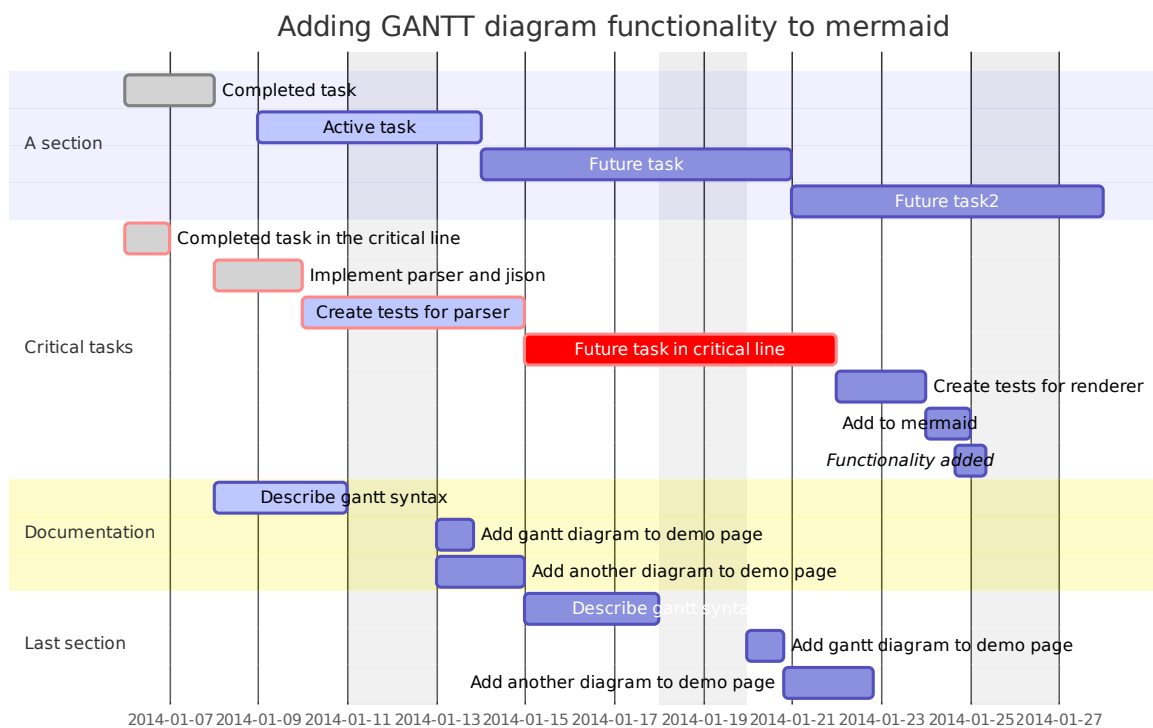 Adding GANTT diagram functionality to mermaid
A section
Completed task
Active task
Future task
Future task2
Critical tasks
Completed task in the critical line
Implement parser and jison
Create tests for parser
Future task in critical line
Create tests for renderer
Add to mermaid
Functionality added
Documentation
Describe gantt syntax
Add gantt diagram to demo page
Add another diagram to demo page
Last section
Describe gantt syntax
Add gantt diagram to demo page
Add another diagram to demo page
2014-01-07 2014-01-09 2014-01-11 2014-01-13 2014-01-15 2014-01-17 2014-01-19 2014-01-21 2014-01-23 2014-01-25 2014-01-27